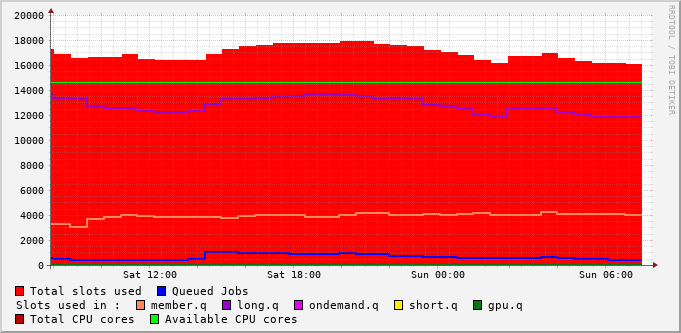 RRDTOOL / TOBI OETIKER
20000
18000
16000
14000
12000
10000
8000
6000
4000
2000
0
Sat 12:00 Sat 18:00 Sun 00:00 Sun 06:00
Total slots used Queued Jobs
Slots used in : member.q long.q ondemand.q short.q gpu.q
Total CPU cores Available CPU cores